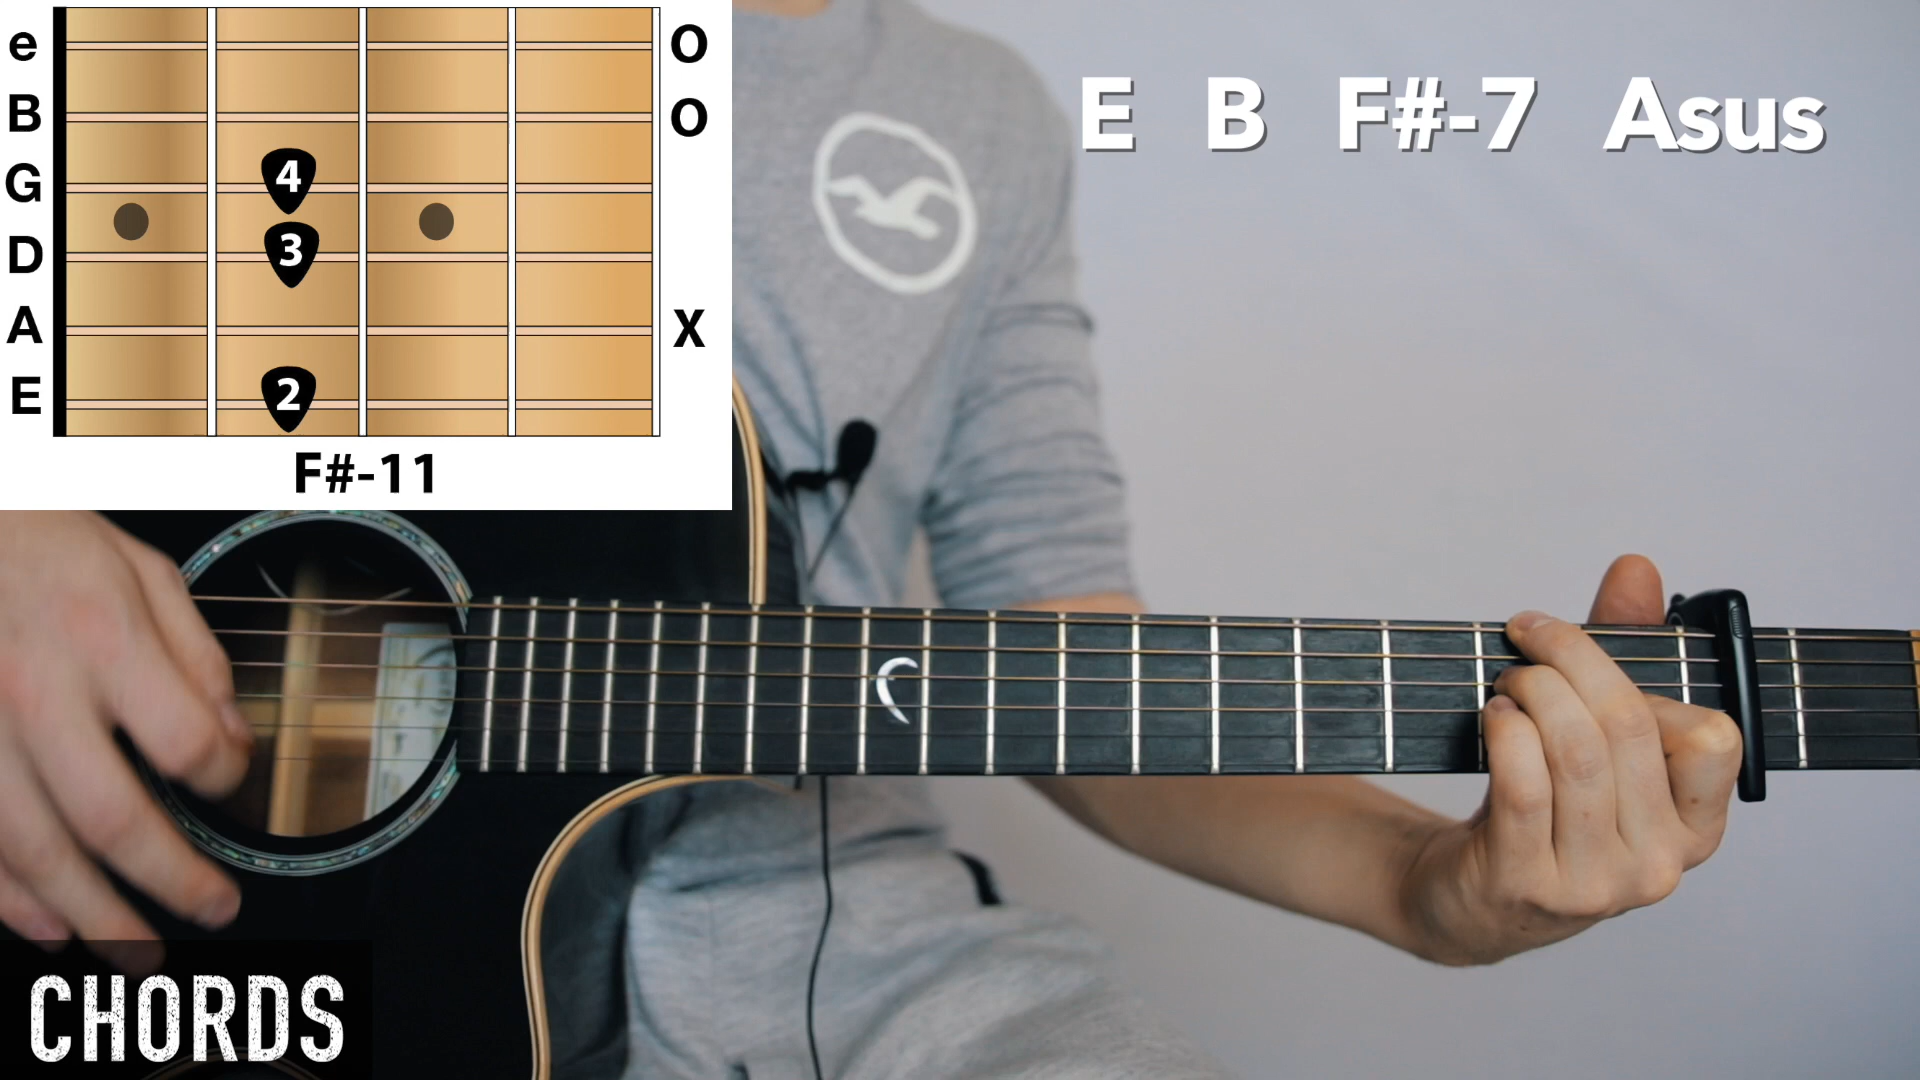 e O
B O
G 4
D 3
A X
E 2
F#-11
E B F#-7 Asus
CHORDS